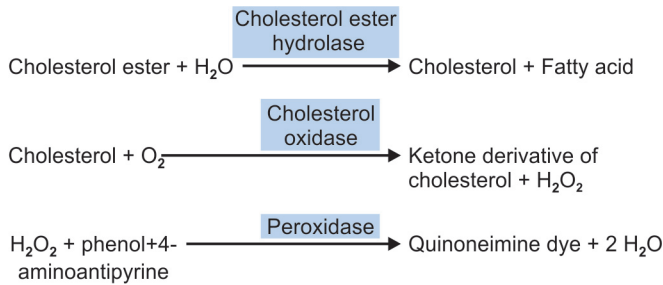 Cholesterol ester
hydrolase
Cholesterol ester + H₂O → Cholesterol + Fatty acid
Cholesterol
oxidase
Cholesterol + O₂ → Ketone derivative of
cholesterol + H₂O₂
Peroxidase
H₂O₂ + phenol+4- → Quinoneimine dye + 2 H₂O
aminoantipyrine